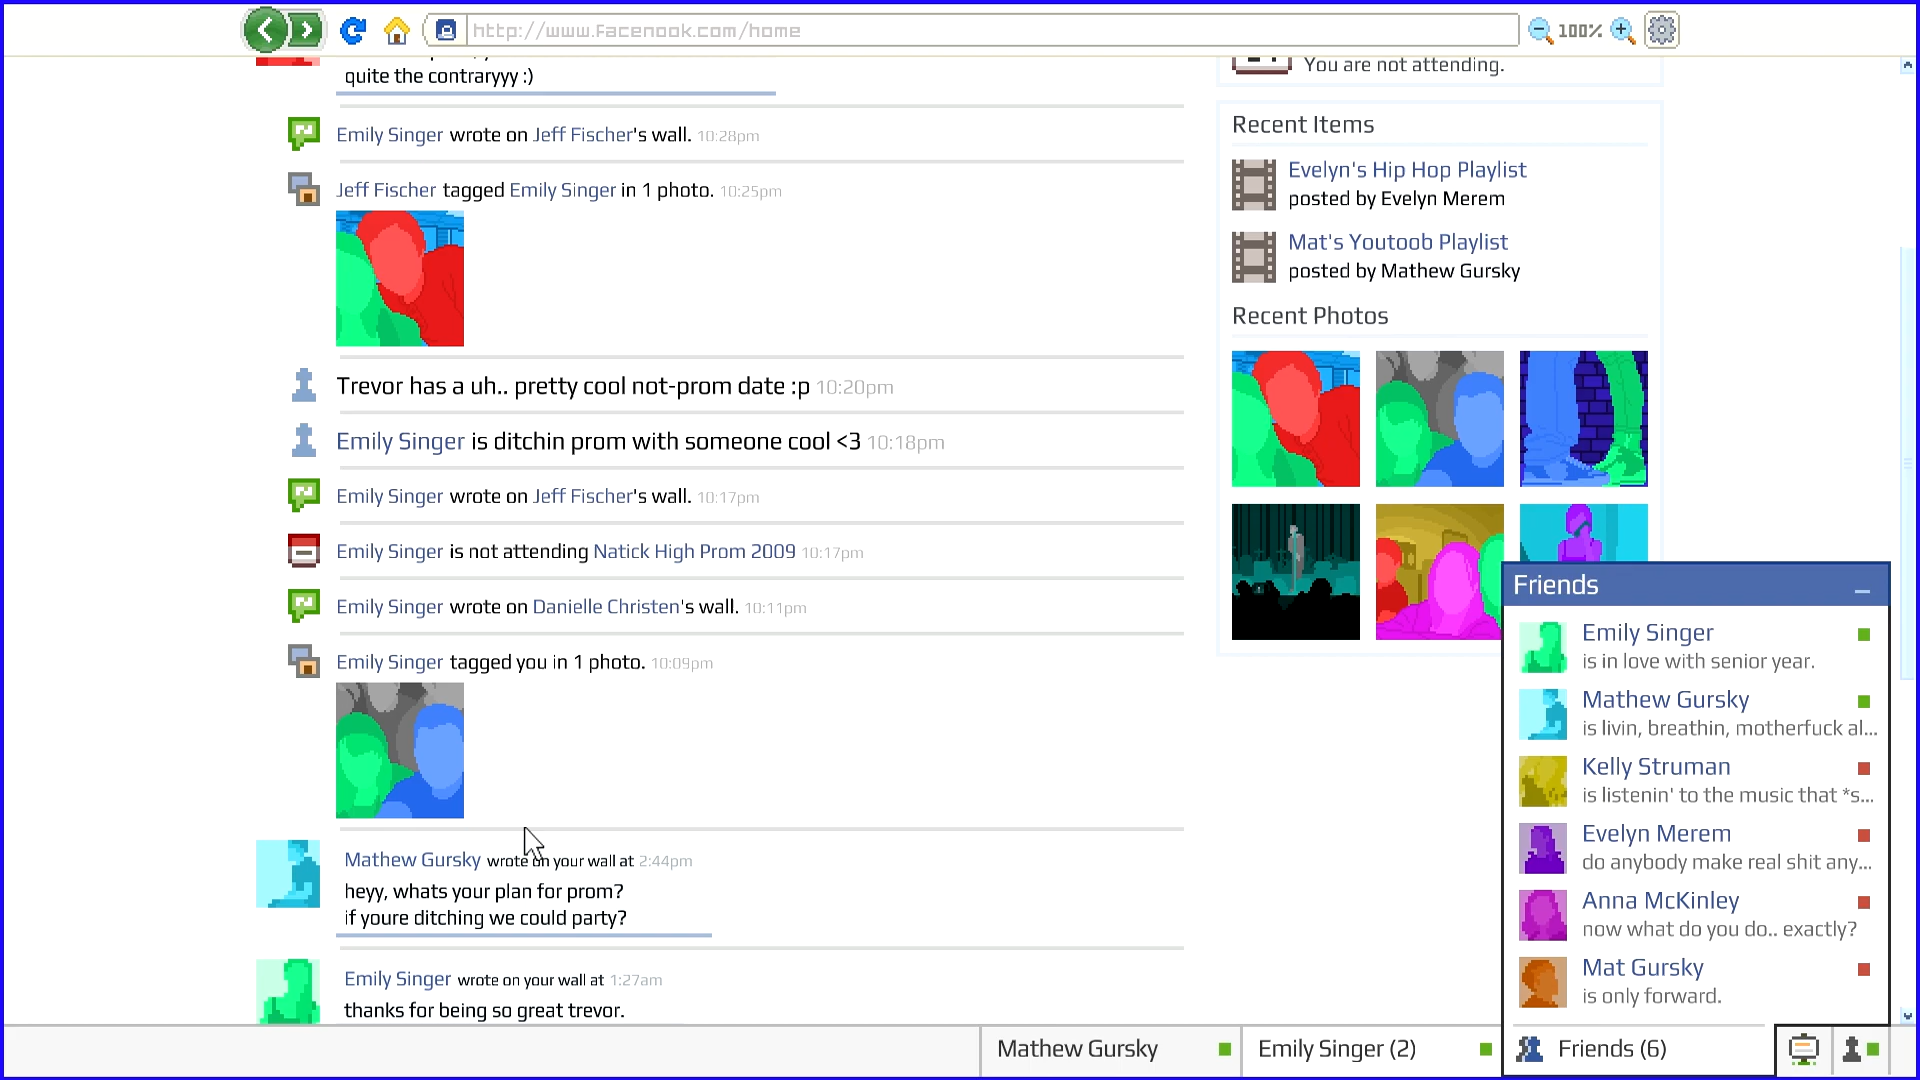 http://www.facenook.com/home
100%
quite the contraryyy :)
Emily Singer wrote on Jeff Fischer's wall. 10:28pm
Jeff Fischer tagged Emily Singer in 1 photo. 10:25pm
Trevor has a uh.. pretty cool not-prom date :p 10:20pm
Emily Singer is ditchin prom with someone cool <3 10:18pm
Emily Singer wrote on Jeff Fischer's wall. 10:17pm
Emily Singer is not attending Natick High Prom 2009 10:17pm
Emily Singer wrote on Danielle Christen's wall. 10:11pm
Emily Singer tagged you in 1 photo. 10:09pm
Mathew Gursky wrote on your wall at 2:44pm
heyy, whats your plan for prom?
if youre ditching we could party?
Emily Singer wrote on your wall at 1:27am
thanks for being so great trevor.
You are not attending.
Recent Items
Evelyn's Hip Hop Playlist
posted by Evelyn Merem
Mat's Youtoob Playlist
posted by Mathew Gursky
Recent Photos
Friends
Emily Singer
is in love with senior year.
Mathew Gursky
is livin, breathin, motherfuck al...
Kelly Struman
is listenin' to the music that *s...
Evelyn Merem
do anybody make real shit any...
Anna McKinley
now what do you do.. exactly?
Mat Gursky
is only forward.
Mathew Gursky
Emily Singer (2)
Friends (6)